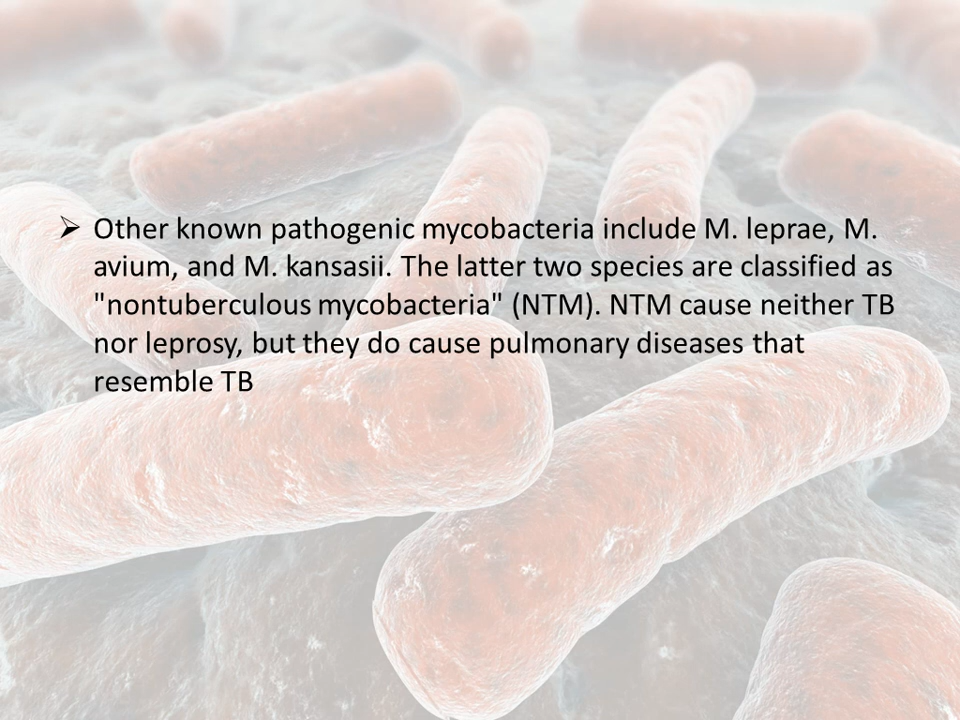 ➢ Other known pathogenic mycobacteria include M. leprae, M.
avium, and M. kansasii. The latter two species are classified as
"nontuberculous mycobacteria" (NTM). NTM cause neither TB
nor leprosy, but they do cause pulmonary diseases that
resemble TB